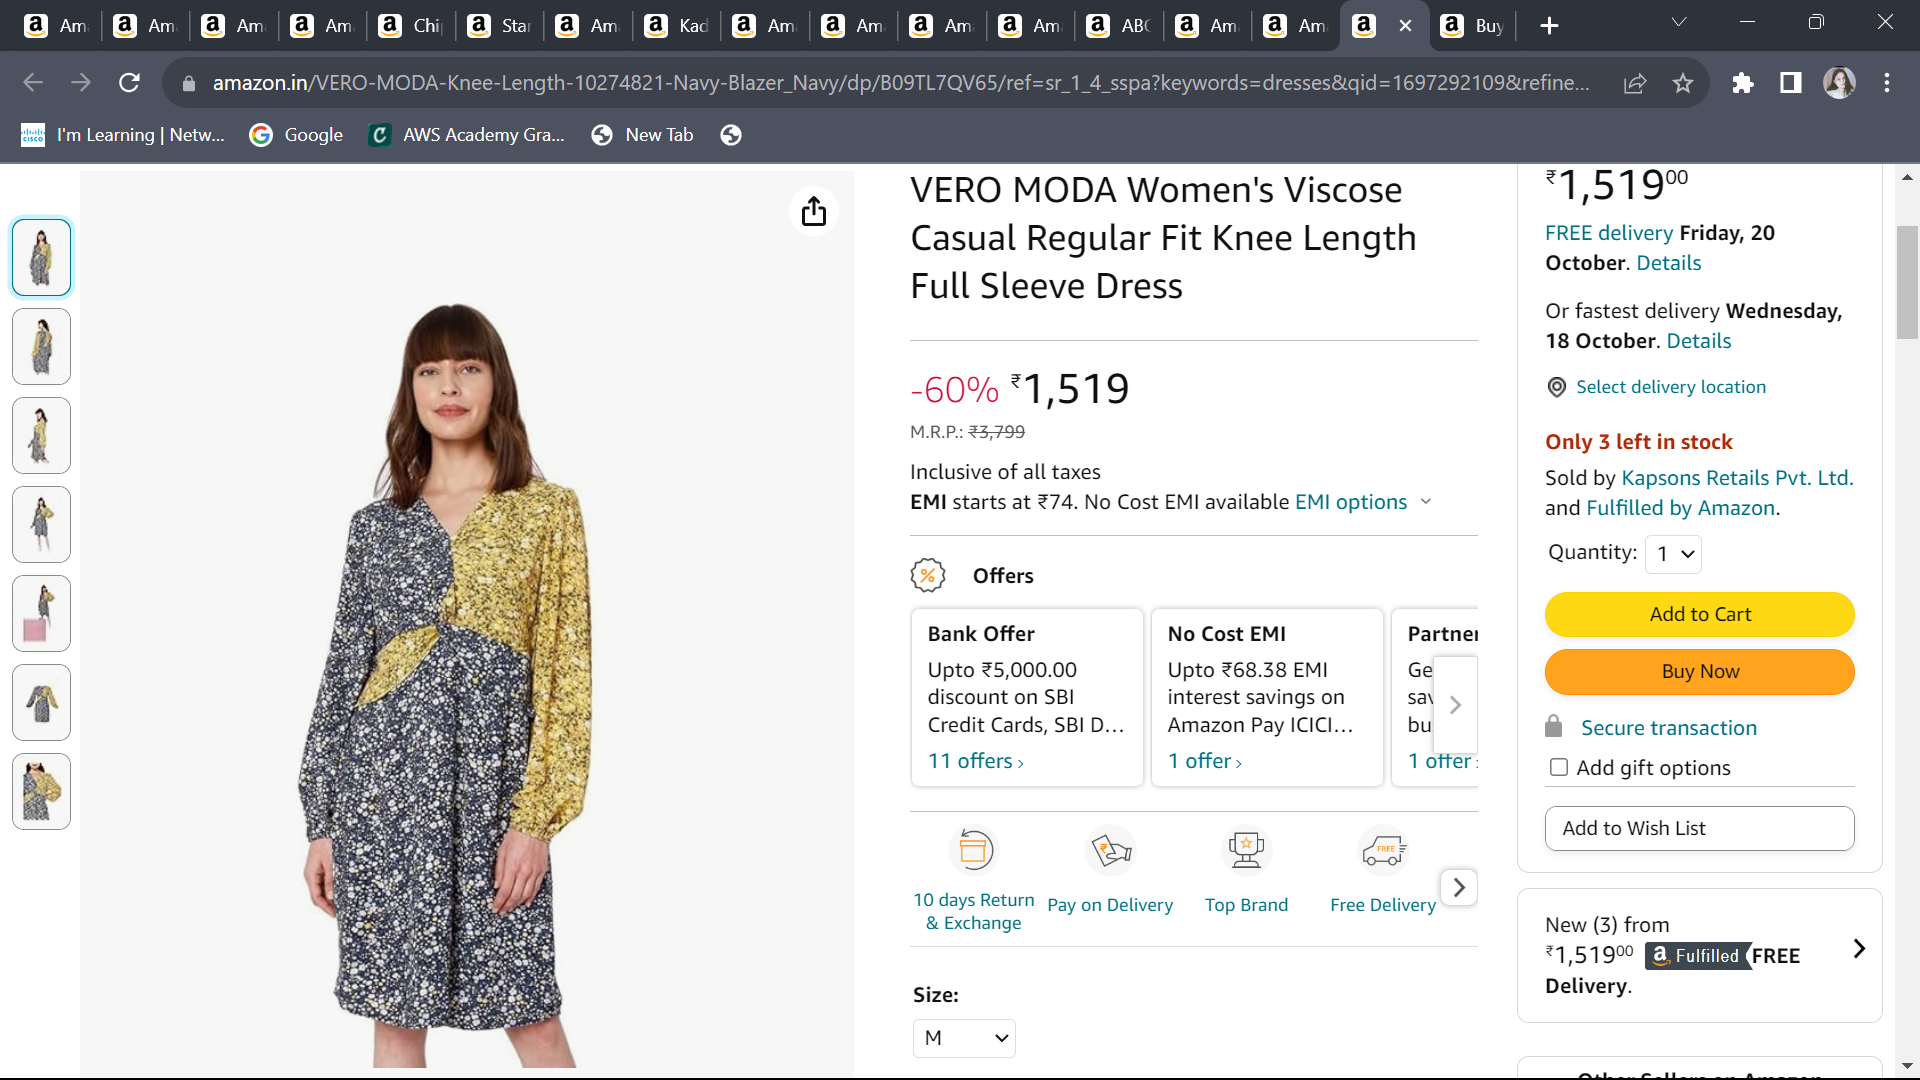 Am
Am
Am
Am
Chi
Star
Am
Kad
Am
Am
Am
Am
ABC
Am
Am
Buy
amazon.in/VERO-MODA-Knee-Length-10274821-Navy-Blazer_Navy/dp/B09TL7QV65/ref=sr_1_4_sspa?keywords=dresses&qid=1697292109&refine...
I'm Learning | Netw...
Google
AWS Academy Gra...
New Tab
VERO MODA Women's Viscose
Casual Regular Fit Knee Length
Full Sleeve Dress
-60% ₹1,519
M.R.P.: ₹3,799
Inclusive of all taxes
EMI starts at ₹74. No Cost EMI available EMI options
Offers
Bank Offer
Upto ₹5,000.00
discount on SBI
Credit Cards, SBI D...
11 offers ›
No Cost EMI
Upto ₹68.38 EMI
interest savings on
Amazon Pay ICICI...
1 offer ›
Partner
Ge
sav
bu
1 offer ›
10 days Return
& Exchange
Pay on Delivery
Top Brand
FREE
Free Delivery
Size:
M
₹1,51900
FREE delivery Friday, 20
October. Details
Or fastest delivery Wednesday,
18 October. Details
Select delivery location
Only 3 left in stock
Sold by Kapsons Retails Pvt. Ltd.
and Fulfilled by Amazon.
Quantity: 1
Add to Cart
Buy Now
Secure transaction
Add gift options
Add to Wish List
New (3) from
₹1,51900 a Fulfilled FREE
Delivery.
Other Sellers on Amazon